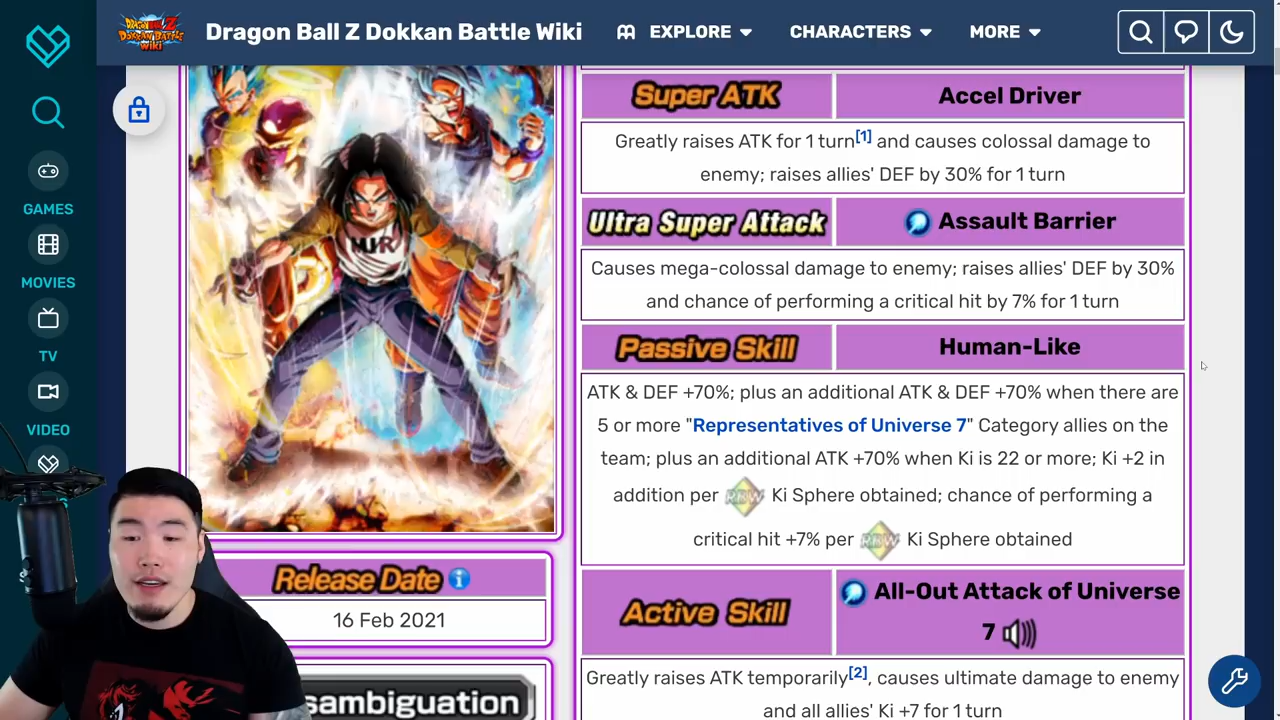 DRAGON BALL Z
DOKKAN
BATTLE
WIKI
Dragon Ball Z Dokkan Battle Wiki
EXPLORE
CHARACTERS
MORE
GAMES
MOVIES
TV
VIDEO
MIR
Release Date
16 Feb 2021
sambiguation
Super ATK
Accel Driver
Greatly raises ATK for 1 turn[1] and causes colossal damage to
enemy; raises allies' DEF by 30% for 1 turn
Ultra Super Attack
Assault Barrier
Causes mega-colossal damage to enemy; raises allies' DEF by 30%
and chance of performing a critical hit by 7% for 1 turn
Passive Skill
Human-Like
ATK & DEF +70%; plus an additional ATK & DEF +70% when there are
5 or more "Representatives of Universe 7" Category allies on the
team; plus an additional ATK +70% when Ki is 22 or more; Ki +2 in
addition per RBW Ki Sphere obtained; chance of performing a
critical hit +7% per RBW Ki Sphere obtained
Active Skill
All-Out Attack of Universe
7
Greatly raises ATK temporarily[2], causes ultimate damage to enemy
and all allies' Ki +7 for 1 turn